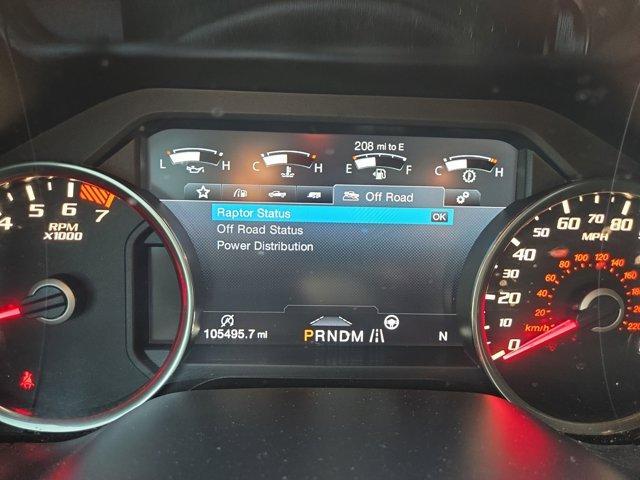 208 mi to E
L H C H E F C H
Off Road
Raptor Status OK
Off Road Status
Power Distribution
105495.7 mi PRNDM N
4 5 6 7
RPM
X1000
0 10 20 30 40 50 60 70 80
MPH
20 40 60 80 100 120 140 160
km/h 220